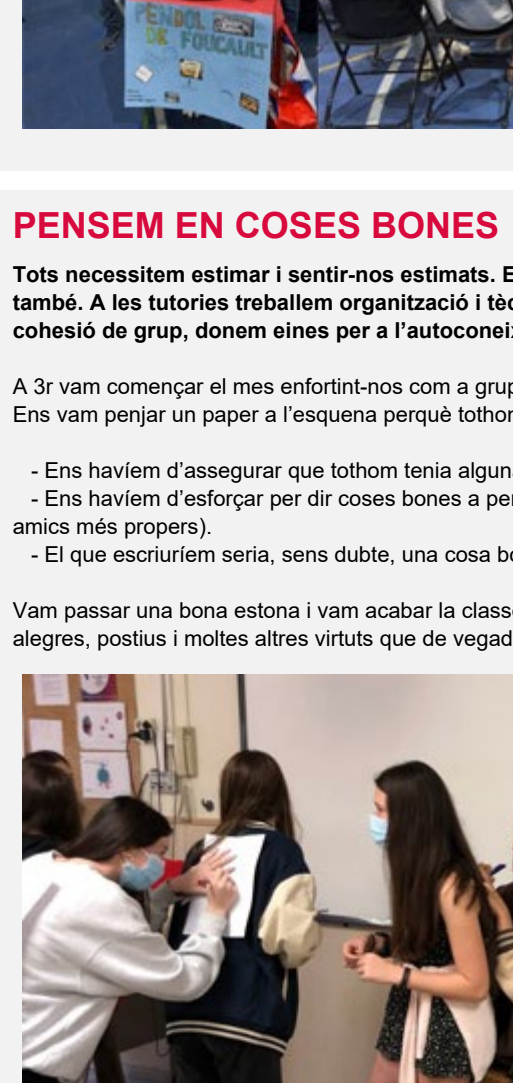 PÈNDOL
DE FOUCAULT
PENSEM EN COSES BONES
Tots necessitem estimar i sentir-nos estimats. E
també. A les tutories treballem organització i tèc
cohesió de grup, donem eines per a l’autoconeix
A 3r vam començar el mes enfortint-nos com a grup
Ens vam penjar un paper a l’esquena perquè tothom
- Ens havíem d’assegurar que tothom tenia alguna
- Ens havíem d’esforçar per dir coses bones a per
amics més propers).
- El que escriuríem seria, sens dubte, una cosa bo
Vam passar una bona estona i vam acabar la classe
alegres, postius i moltes altres virtuts que de vegad